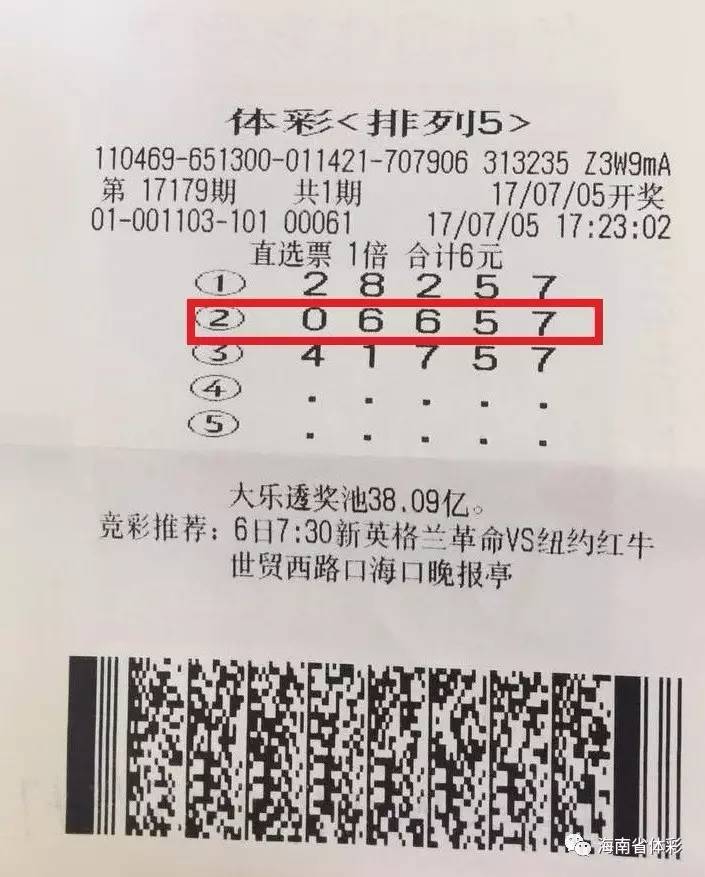 体彩<排列5>
110469-651300-011421-707906 313235 Z3W9mA
第 17179期 共1期 17/07/05开奖
01-001103-101 00061 17/07/05 17:23:02
直选票 1倍 合计6元
① 2 8 2 5 7
② 0 6 6 5 7
③ 4 1 7 5 7
④ . . . . .
⑤ . . . . .
大乐透奖池38.09亿。
竞彩推荐：6日7:30新英格兰革命VS纽约红牛
世贸西路口海口晚报亭
海南省体彩